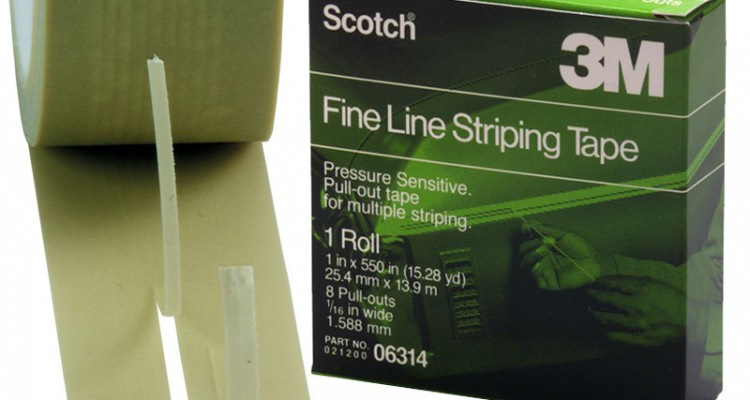 outs
Scotch®
3M
Fine Line Striping Tape
Pressure Sensitive.
Pull-out tape
for multiple striping.
1 Roll
1 in x 550 in (15.28 yd)
25.4 mm x 13.9 m
8 Pull-outs
1/16 in wide
1.588 mm
PART NO.
021200 06314